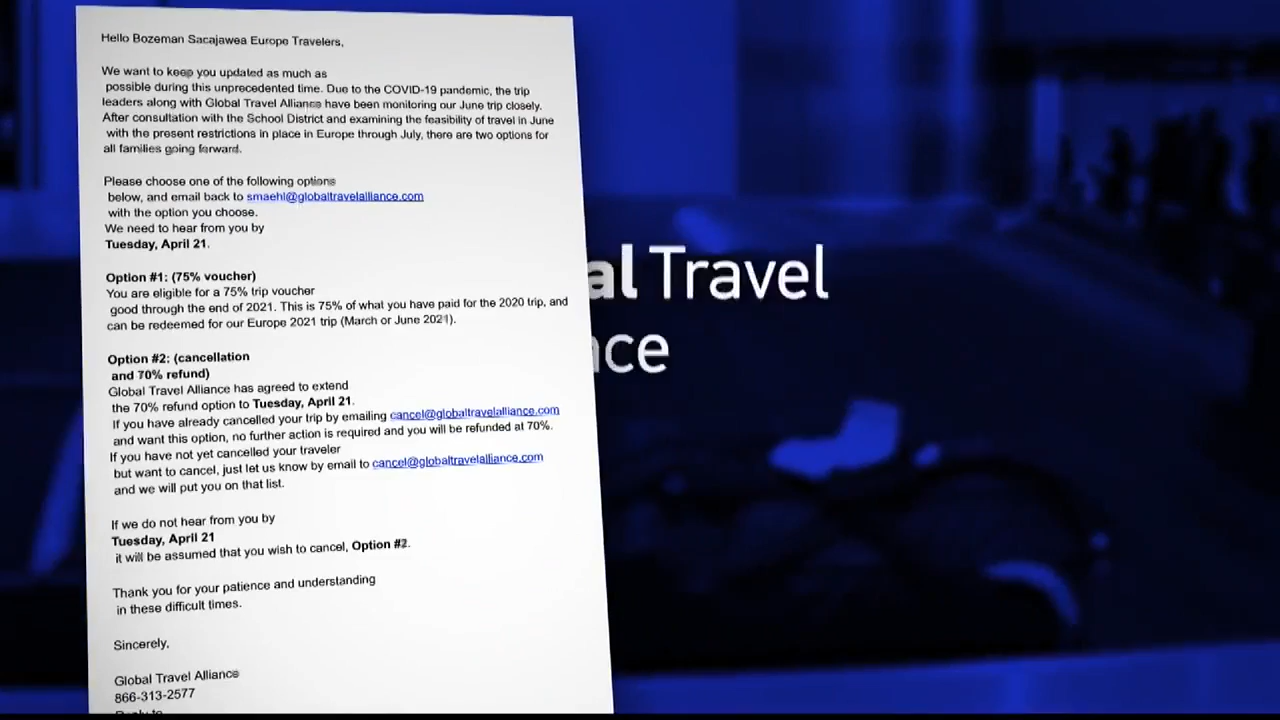 Hello Bozeman Sacajawea Europe Travelers,
We want to keep you updated as much as
possible during this unprecedented time. Due to the COVID-19 pandemic, the trip
leaders along with Global Travel Alliance have been monitoring our June trip closely.
After consultation with the School District and examining the feasibility of travel in June
with the present restrictions in place in Europe through July, there are two options for
all families going forward.
Please choose one of the following options
below, and email back to smaehl@globaltravelalliance.com
with the option you choose.
We need to hear from you by
Tuesday, April 21.
Option #1: (75% voucher)
You are eligible for a 75% trip voucher
good through the end of 2021. This is 75% of what you have paid for the 2020 trip, and
can be redeemed for our Europe 2021 trip (March or June 2021).
Option #2: (cancellation
and 70% refund)
Global Travel Alliance has agreed to extend
the 70% refund option to Tuesday, April 21.
If you have already cancelled your trip by emailing cancel@globaltravelalliance.com
and want this option, no further action is required and you will be refunded at 70%.
If you have not yet cancelled your traveler
but want to cancel, just let us know by email to cancel@globaltravelalliance.com
and we will put you on that list.
If we do not hear from you by
Tuesday, April 21
it will be assumed that you wish to cancel, Option #2.
Thank you for your patience and understanding
in these difficult times.
Sincerely,
Global Travel Alliance
866-313-2577
Reply to
al Travel
nce